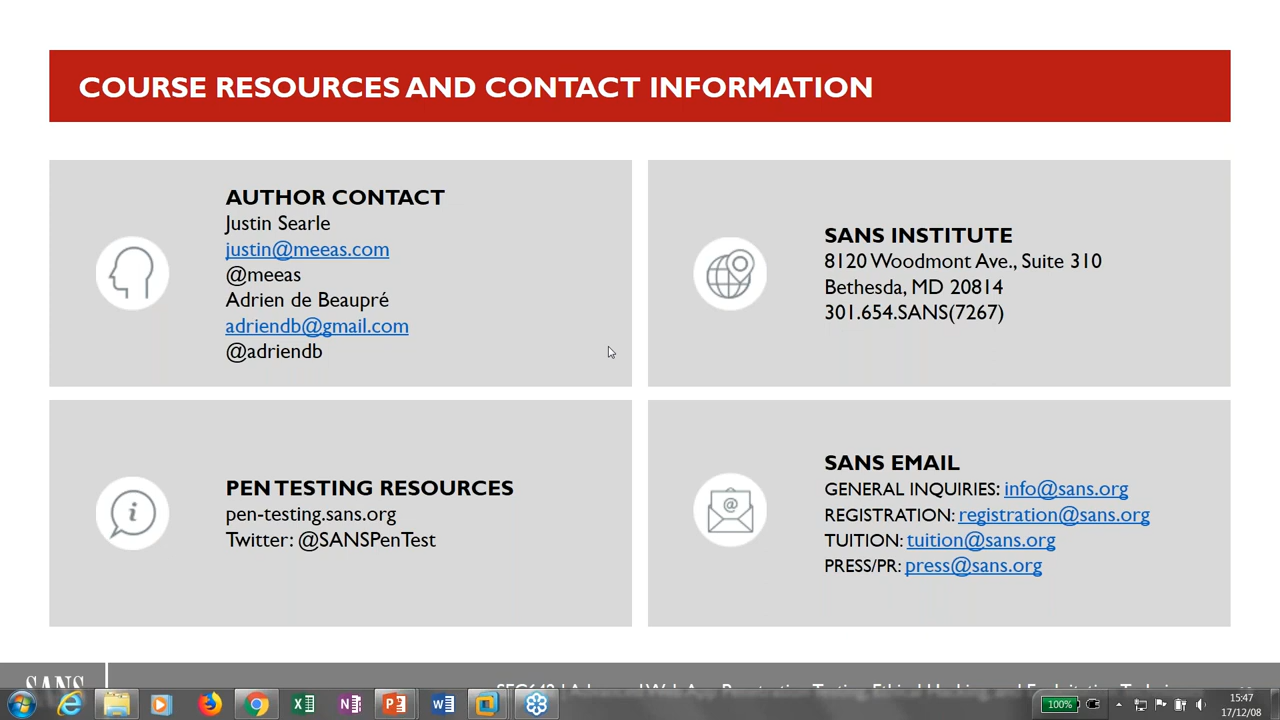 COURSE RESOURCES AND CONTACT INFORMATION
AUTHOR CONTACT
Justin Searle
justin@meeas.com
@meeas
Adrien de Beaupré
adriendb@gmail.com
@adriendb
SANS INSTITUTE
8120 Woodmont Ave., Suite 310
Bethesda, MD 20814
301.654.SANS(7267)
PEN TESTING RESOURCES
pen-testing.sans.org
Twitter: @SANSPenTest
SANS EMAIL
GENERAL INQUIRIES: info@sans.org
REGISTRATION: registration@sans.org
TUITION: tuition@sans.org
PRESS/PR: press@sans.org
SANS
100%
15:47
17/12/08